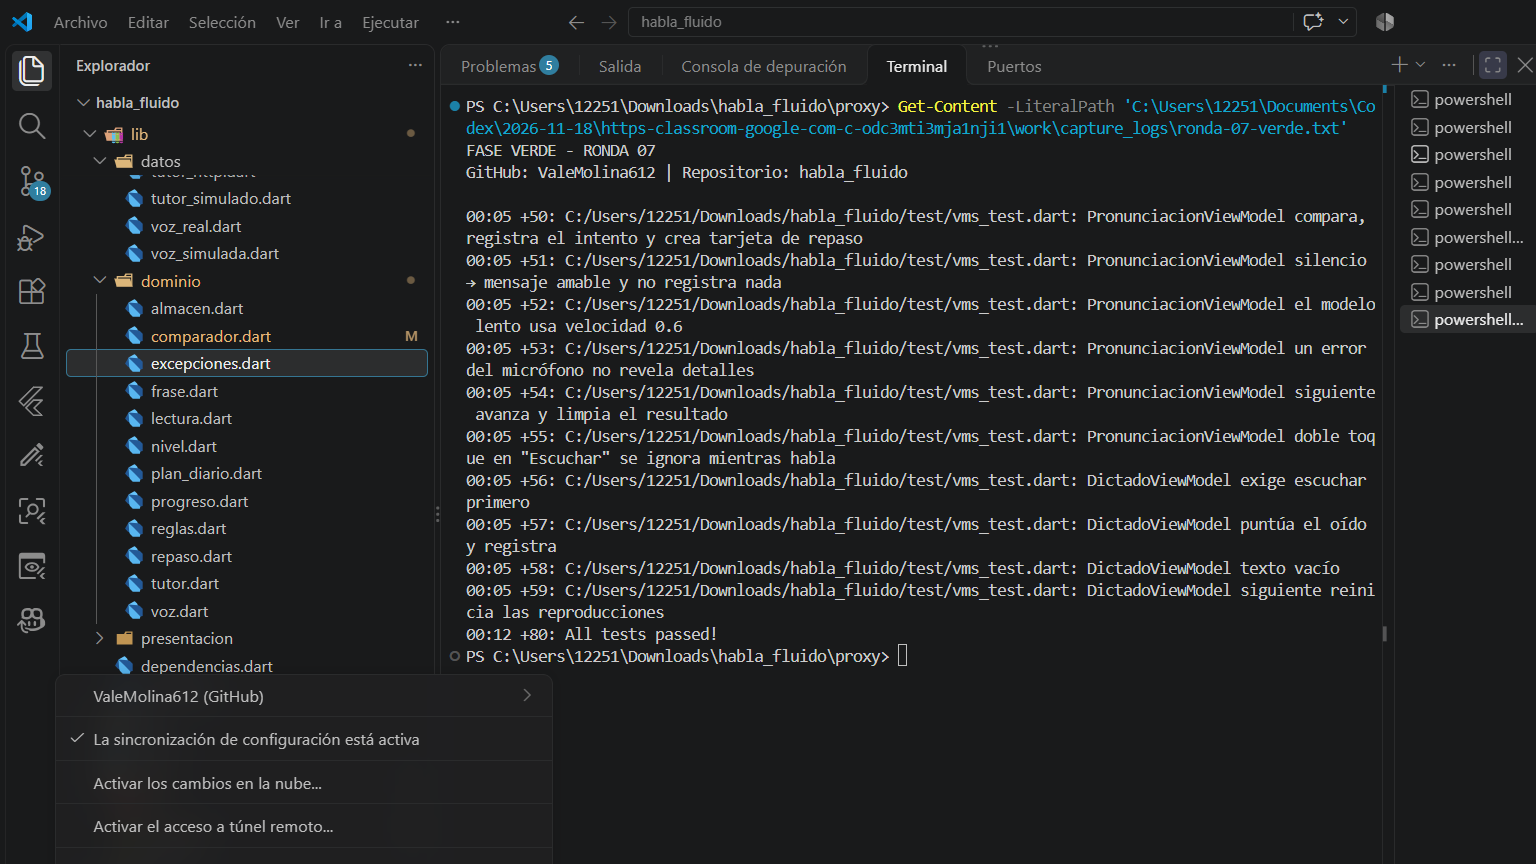 Archivo Editar Selección Ver Ir a Ejecutar ···
habla_fluido
Explorador
habla_fluido
lib
datos
tutor_http.dart
tutor_simulado.dart
voz_real.dart
voz_simulada.dart
dominio
almacen.dart
comparador.dart M
excepciones.dart
frase.dart
lectura.dart
nivel.dart
plan_diario.dart
progreso.dart
reglas.dart
repaso.dart
tutor.dart
voz.dart
presentacion
dependencias.dart
18
ValeMolina612 (GitHub)
La sincronización de configuración está activa
Activar los cambios en la nube...
Activar el acceso a túnel remoto...
Problemas 5 Salida Consola de depuración Terminal Puertos
PS C:\Users\12251\Downloads\habla_fluido\proxy> Get-Content -LiteralPath 'C:\Users\12251\Documents\Co
dex\2026-11-18\https-classroom-google-com-c-odc3mti3mja1nji1\work\capture_logs\ronda-07-verde.txt'
FASE VERDE - RONDA 07
GitHub: ValeMolina612 | Repositorio: habla_fluido
00:05 +50: C:/Users/12251/Downloads/habla_fluido/test/vms_test.dart: PronunciacionViewModel compara,
registra el intento y crea tarjeta de repaso
00:05 +51: C:/Users/12251/Downloads/habla_fluido/test/vms_test.dart: PronunciacionViewModel silencio
→ mensaje amable y no registra nada
00:05 +52: C:/Users/12251/Downloads/habla_fluido/test/vms_test.dart: PronunciacionViewModel el modelo
lento usa velocidad 0.6
00:05 +53: C:/Users/12251/Downloads/habla_fluido/test/vms_test.dart: PronunciacionViewModel un error
del micrófono no revela detalles
00:05 +54: C:/Users/12251/Downloads/habla_fluido/test/vms_test.dart: PronunciacionViewModel siguiente
avanza y limpia el resultado
00:05 +55: C:/Users/12251/Downloads/habla_fluido/test/vms_test.dart: PronunciacionViewModel doble toq
ue en "Escuchar" se ignora mientras habla
00:05 +56: C:/Users/12251/Downloads/habla_fluido/test/vms_test.dart: DictadoViewModel exige escuchar
primero
00:05 +57: C:/Users/12251/Downloads/habla_fluido/test/vms_test.dart: DictadoViewModel puntúa el oído
y registra
00:05 +58: C:/Users/12251/Downloads/habla_fluido/test/vms_test.dart: DictadoViewModel texto vacío
00:05 +59: C:/Users/12251/Downloads/habla_fluido/test/vms_test.dart: DictadoViewModel siguiente reini
cia las reproducciones
00:12 +80: All tests passed!
PS C:\Users\12251\Downloads\habla_fluido\proxy>
powershell
powershell
powershell
powershell
powershell
powershell...
powershell
powershell
powershell...